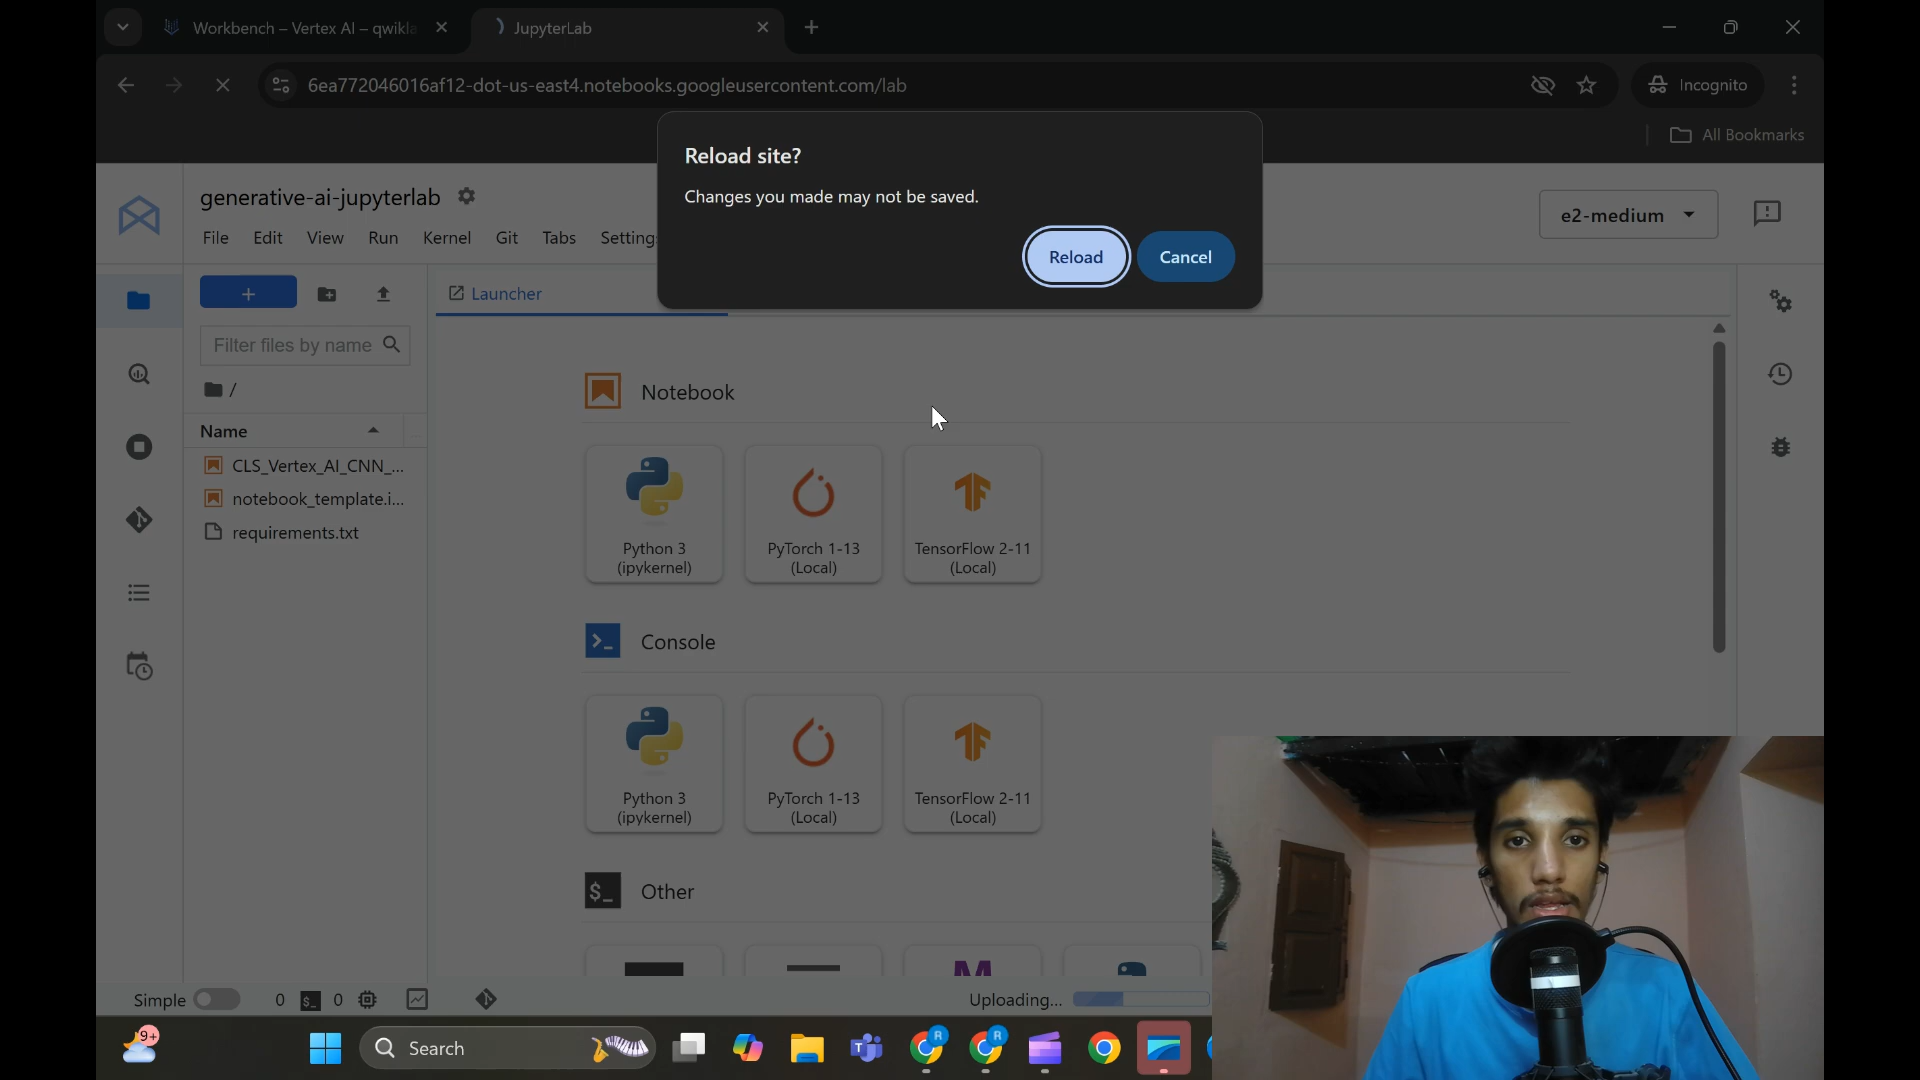 Workbench – Vertex AI – qwikla
JupyterLab
6ea772046016af12-dot-us-east4.notebooks.googleusercontent.com/lab
Incognito
All Bookmarks
Reload site?
Changes you made may not be saved.
Reload
Cancel
generative-ai-jupyterlab
e2-medium
File Edit View Run Kernel Git Tabs Setting
Launcher
Filter files by name
/
Name
CLS_Vertex_AI_CNN_...
notebook_template.i...
requirements.txt
Notebook
Python 3
(ipykernel)
PyTorch 1-13
(Local)
TensorFlow 2-11
(Local)
Console
Python 3
(ipykernel)
PyTorch 1-13
(Local)
TensorFlow 2-11
(Local)
$_ Other
Simple 0 $_ 0
Uploading...
9+
Search
R
R